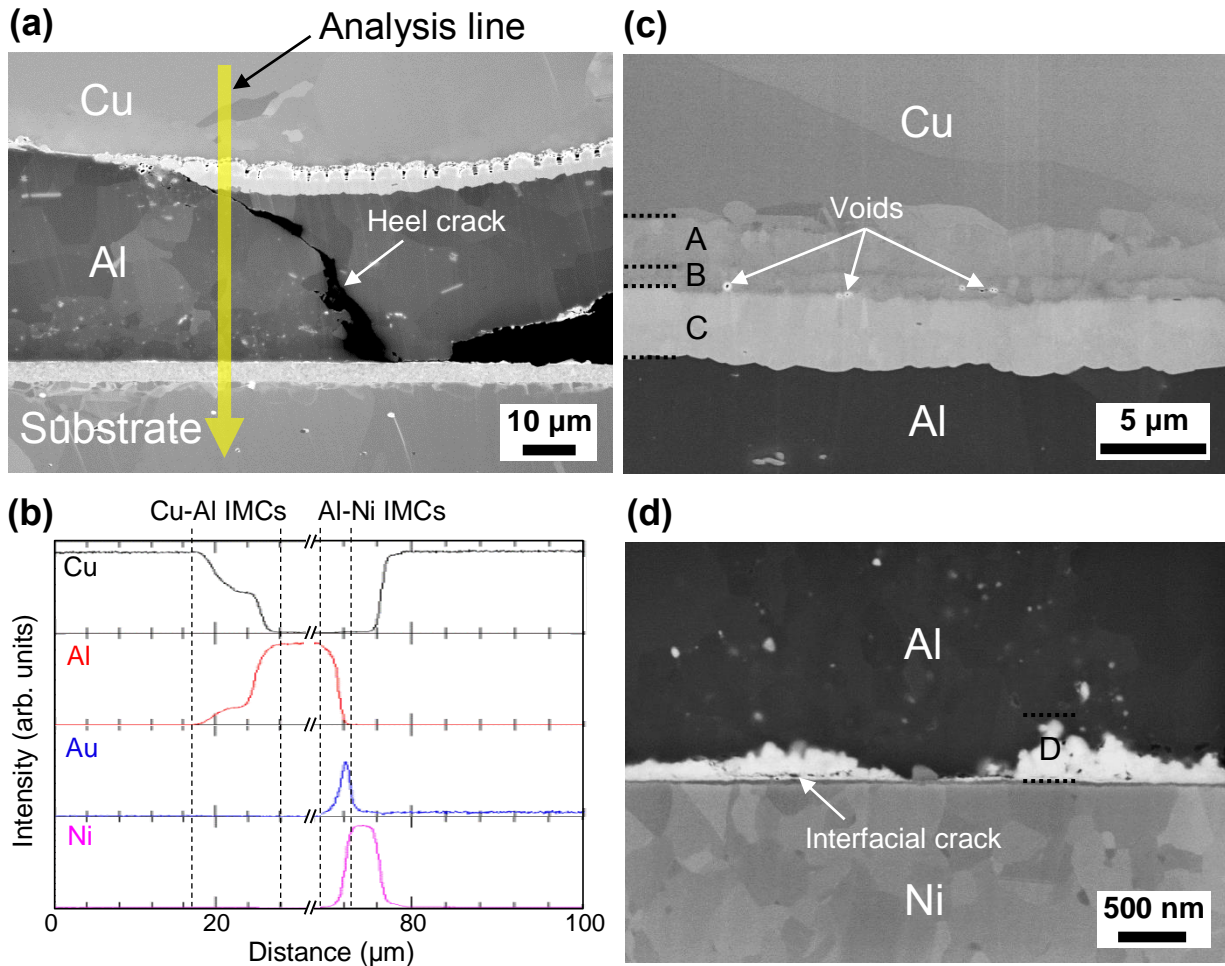 (a)
Analysis line
Cu
Al
Heel crack
Substrate
10 μm
(b)
Cu-Al IMCs
Al-Ni IMCs
Cu
Al
Au
Ni
Intensity (arb. units)
0
20
80
100
Distance (μm)
(c)
Cu
Voids
A
B
C
Al
5 μm
(d)
Al
D
Interfacial crack
Ni
500 nm